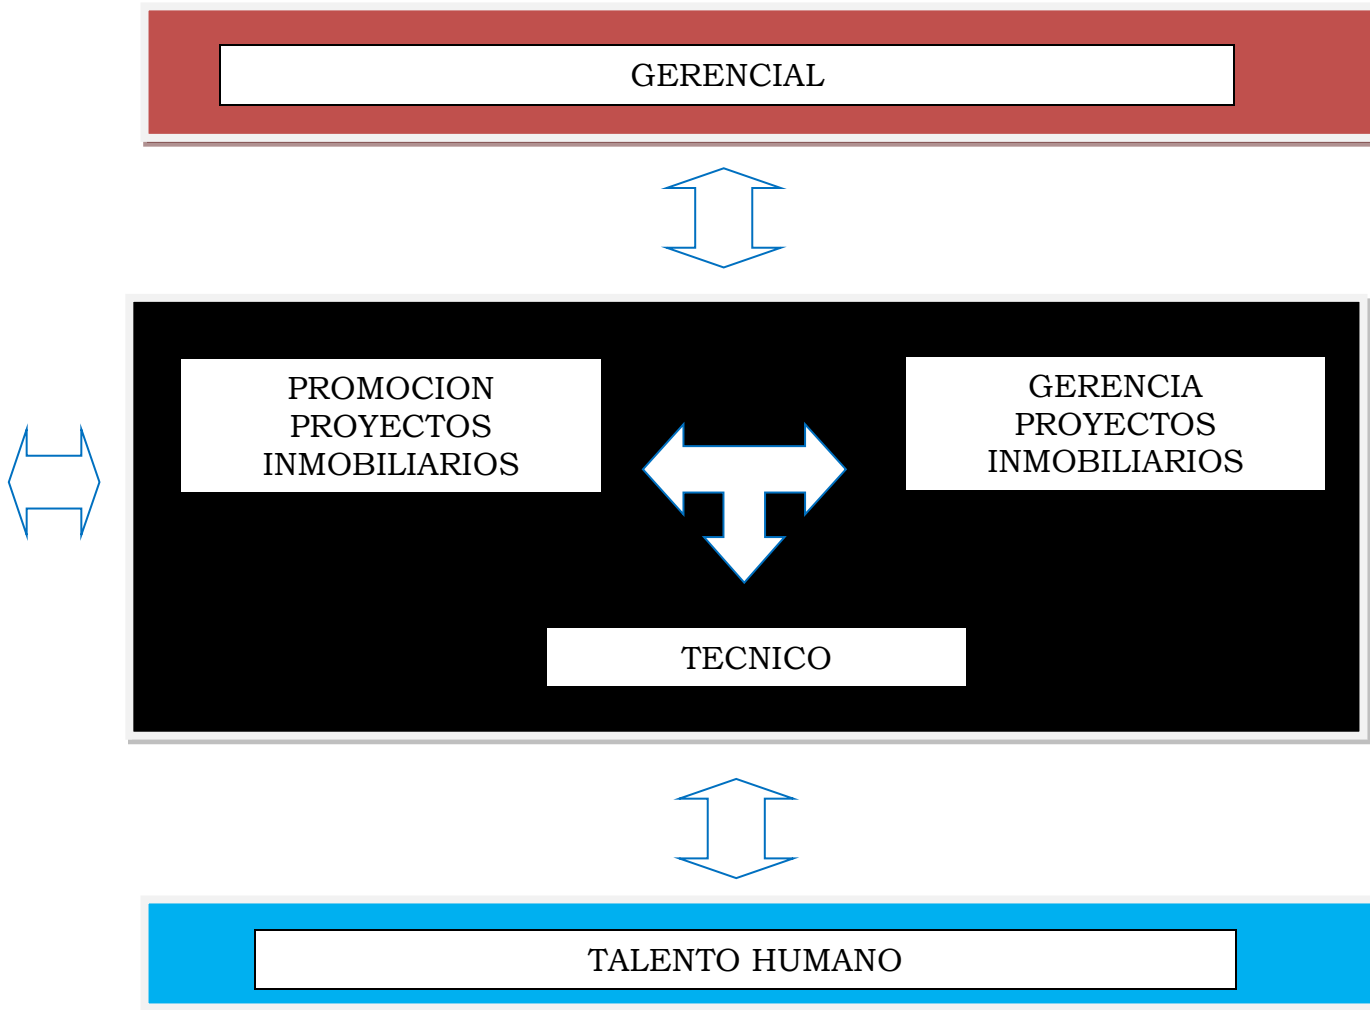 GERENCIAL
PROMOCION
PROYECTOS
INMOBILIARIOS
GERENCIA
PROYECTOS
INMOBILIARIOS
TECNICO
TALENTO HUMANO